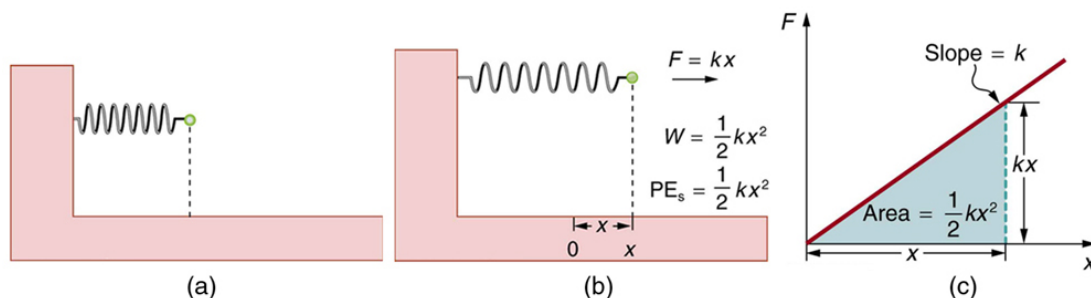 F = kx
W = 1/2 kx²
PEs = 1/2 kx²
x
0 x
(a)
(b)
F
Slope = k
kx
Area = 1/2 kx²
x
x
(c)